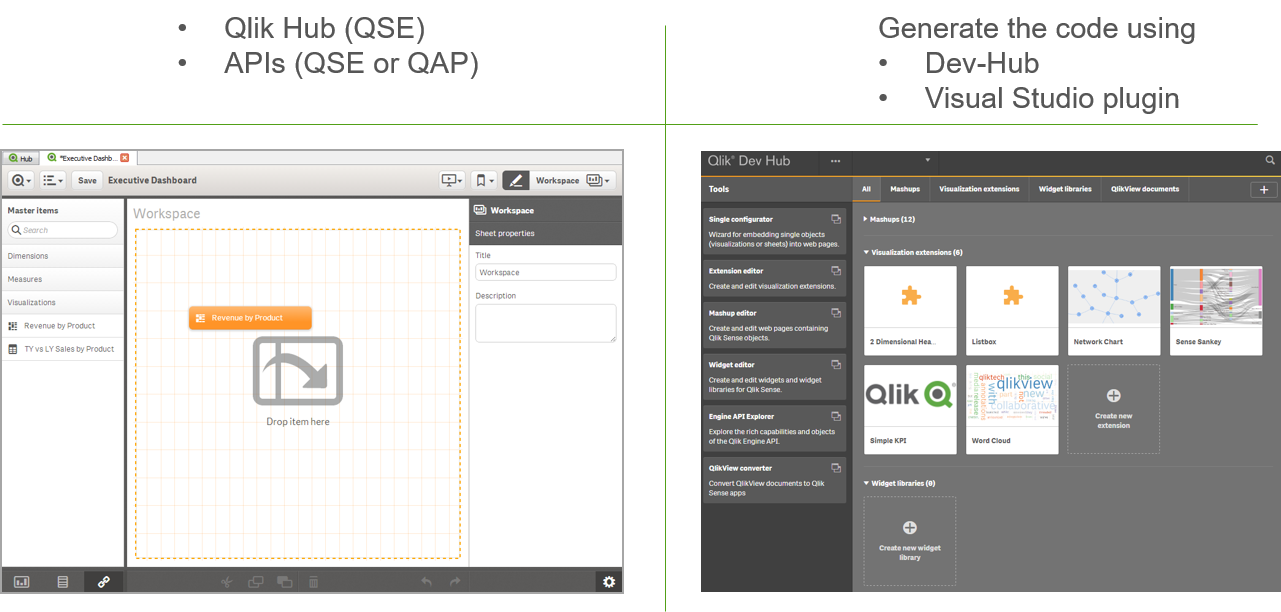 • Qlik Hub (QSE)
• APIs (QSE or QAP)
Generate the code using
• Dev-Hub
• Visual Studio plugin
Hub
*Executive Dashb...
Save
Executive Dashboard
Workspace
Master items
Search
Dimensions
Measures
Visualizations
Revenue by Product
TY vs LY Sales by Product
Workspace
Revenue by Product
Drop item here
Workspace
Sheet properties
Title
Workspace
Description
Qlik Dev Hub
Tools
Single configurator
Wizard for embedding single objects
(visualizations or sheets) into web pages.
Extension editor
Create and edit visualization extensions.
Mashup editor
Create and edit web pages containing
Qlik Sense objects.
Widget editor
Create and edit widgets and widget
libraries for Qlik Sense.
Engine API Explorer
Explore the rich capabilities and objects
of the Qlik Engine API.
QlikView converter
Convert QlikView documents to Qlik
Sense apps
All
Mashups
Visualization extensions
Widget libraries
QlikView documents
Mashups (12)
Visualization extensions (6)
2 Dimensional Hea...
Listbox
Network Chart
Sense Sankey
Qlik
Simple KPI
qliktech
this
social
qlikview
with
new
not
collaborative
Word Cloud
Create new
extension
Widget libraries (0)
Create new widget
library